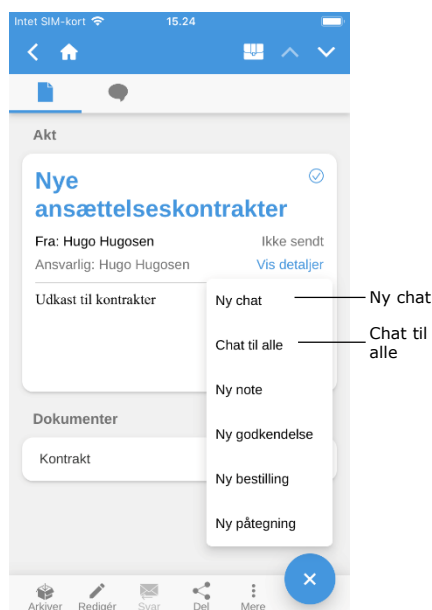 Intet SIM-kort 15.24
Akt
Nye
ansættelseskontrakter
Fra: Hugo Hugosen Ikke sendt
Ansvarlig: Hugo Hugosen Vis detaljer
Udkast til kontrakter
Ny chat
Chat til alle
Ny note
Ny godkendelse
Ny bestilling
Ny påtegning
Ny chat
Chat til
alle
Dokumenter
Kontrakt
Arkiver Redigér Svar Del Mere